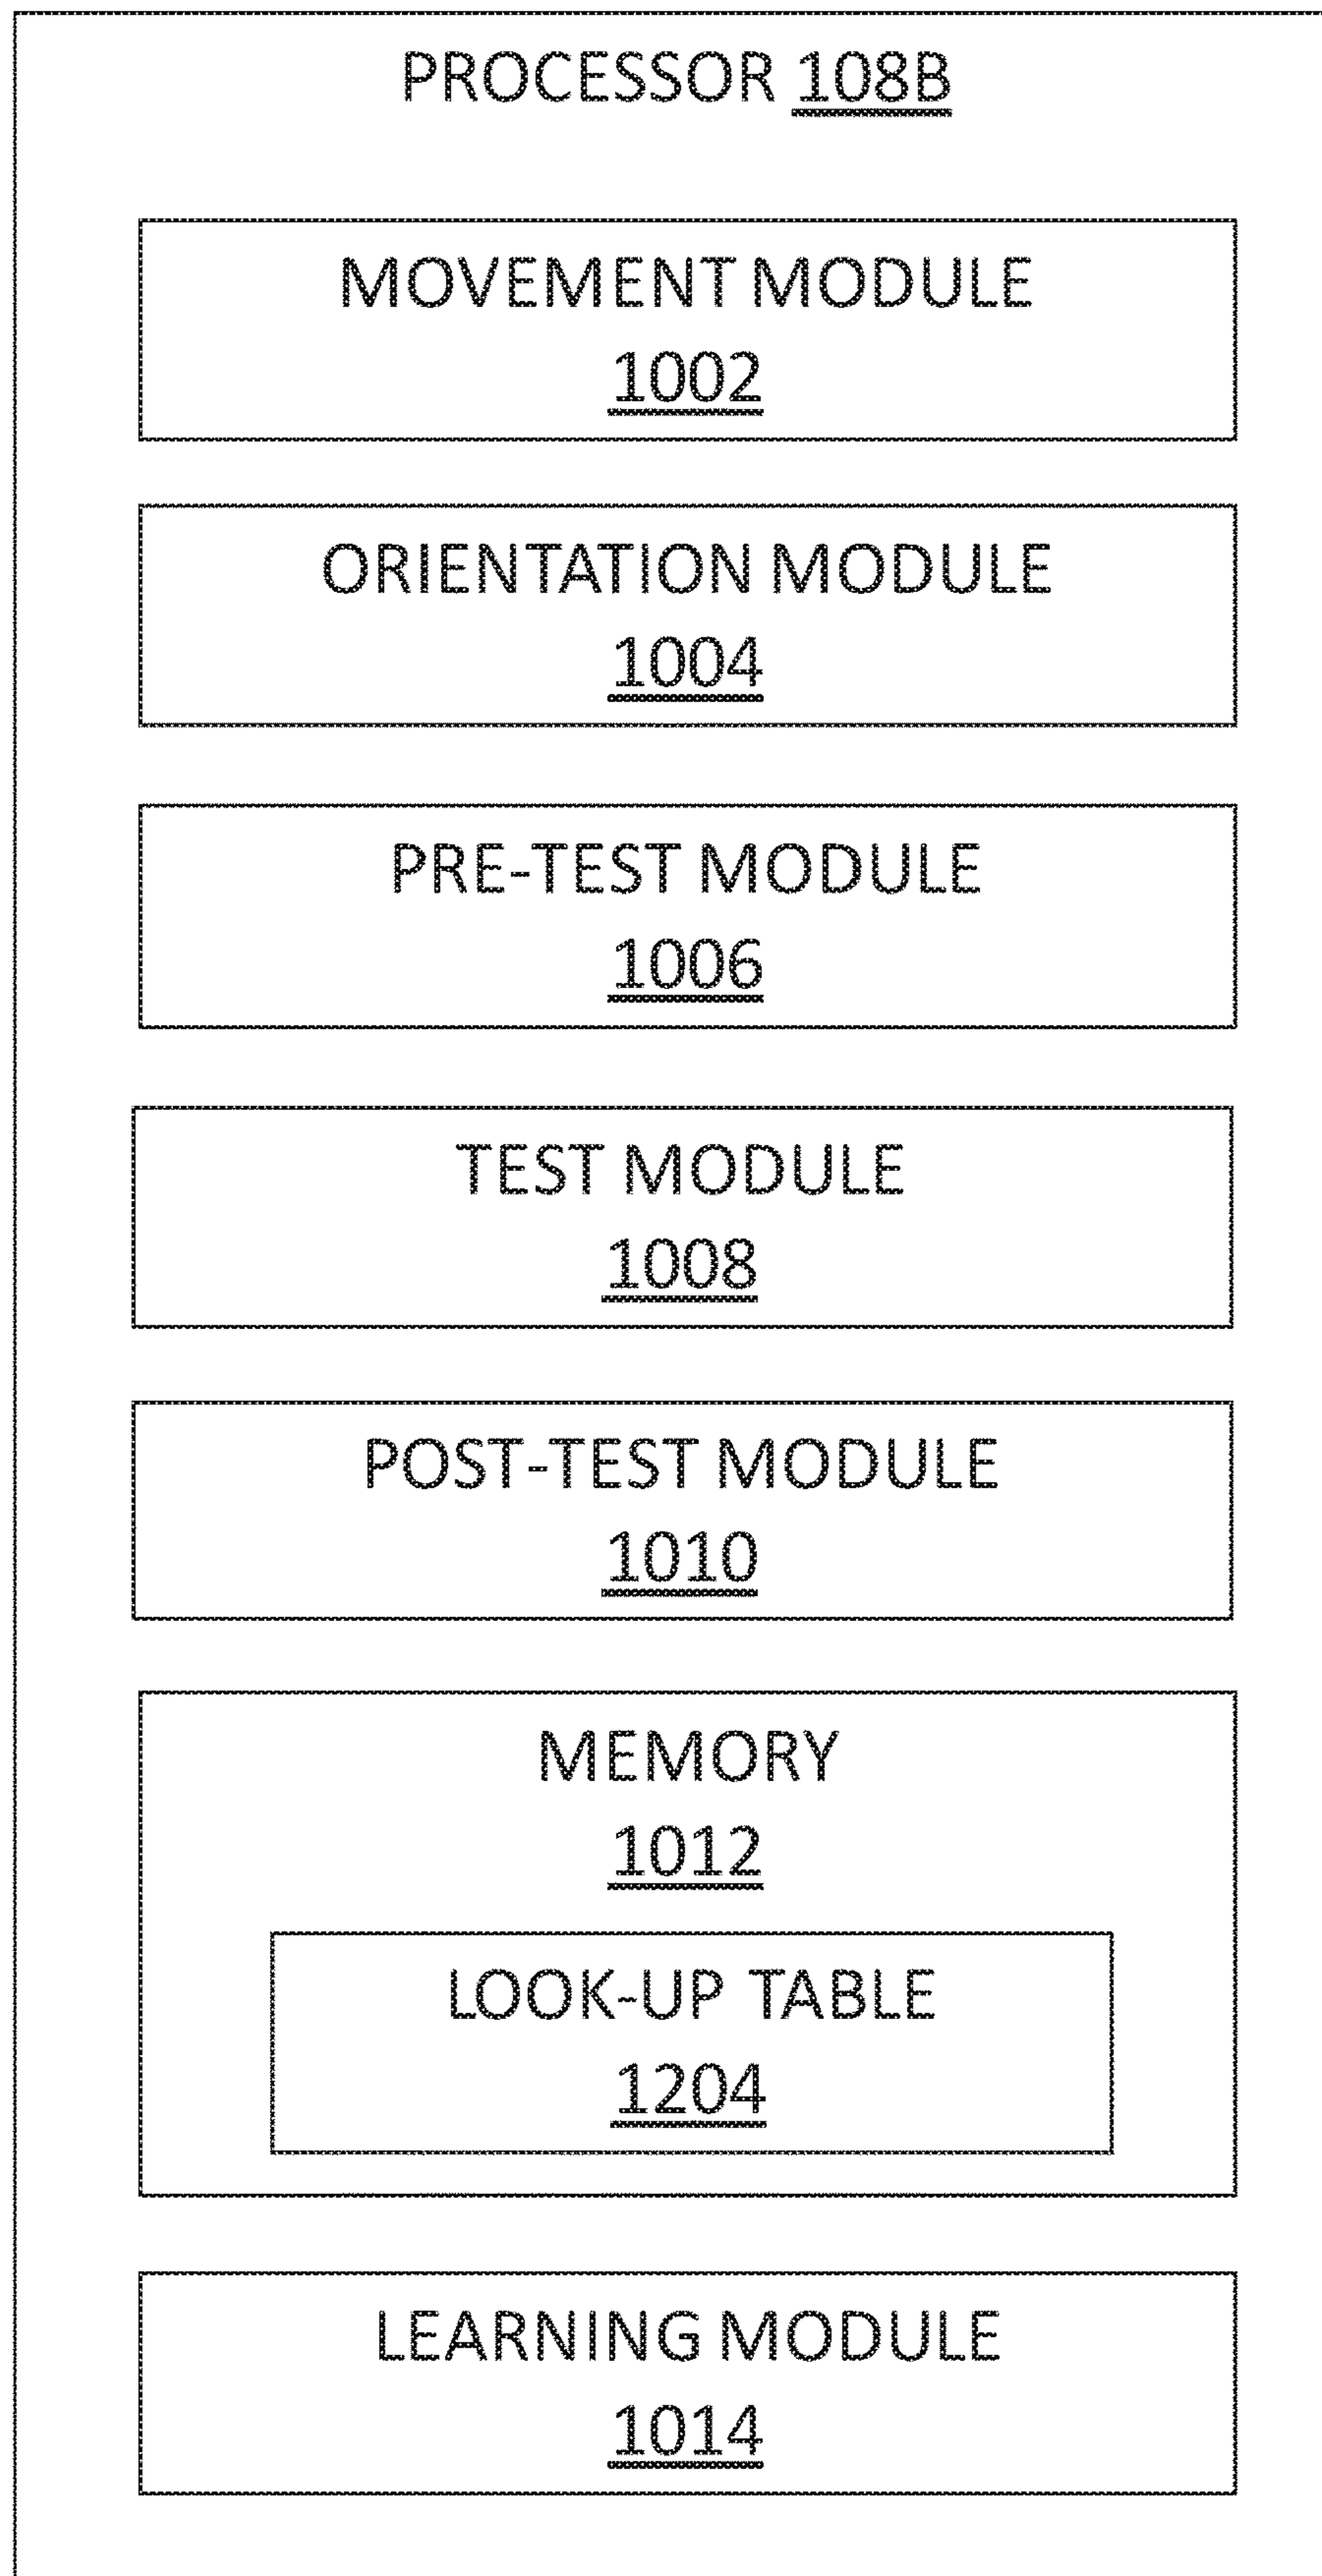 PROCESSOR 108B
MOVEMENT MODULE
1002
ORIENTATION MODULE
1004
PRE-TEST MODULE
1006
TEST MODULE
1008
POST-TEST MODULE
1010
MEMORY
1012
LOOK-UP TABLE
1204
LEARNING MODULE
1014